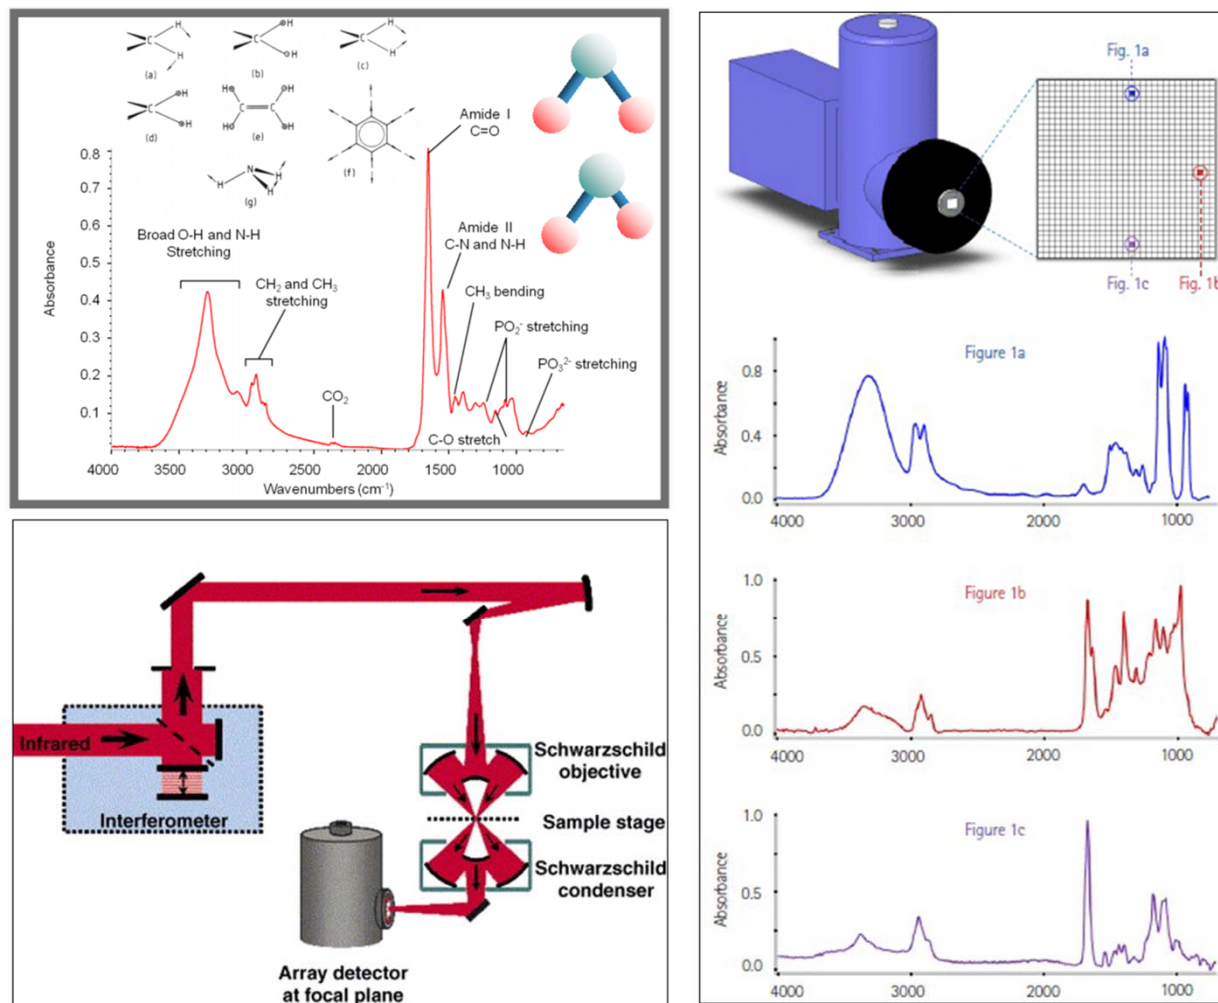 H
C
H
(a)
H
C
H
(b)
H
C
H
(c)
H
C
H
(d)
H
H
C
C
H
H
(e)
(f)
N
H
H
H
(g)
Amide I
C=O
Broad O-H and N-H
Stretching
CH2 and CH3
stretching
Amide II
C-N and N-H
CH3 bending
PO2- stretching
PO3 2- stretching
CO2
C-O stretch
Absorbance
0.8
0.7
0.6
0.5
0.4
0.3
0.2
0.1
4000 3500 3000 2500 2000 1500 1000
Wavenumbers (cm-1)
Infrared
Interferometer
Schwarzschild
objective
Sample stage
Schwarzschild
condenser
Array detector
at focal plane
Fig. 1a
Fig. 1c
Fig. 1b
Figure 1a
Absorbance
0.8
0.4
0.0
4000 3000 2000 1000
Figure 1b
Absorbance
1.0
0.5
0.0
4000 3000 2000 1000
Figure 1c
Absorbance
1.0
0.5
0.0
4000 3000 2000 1000